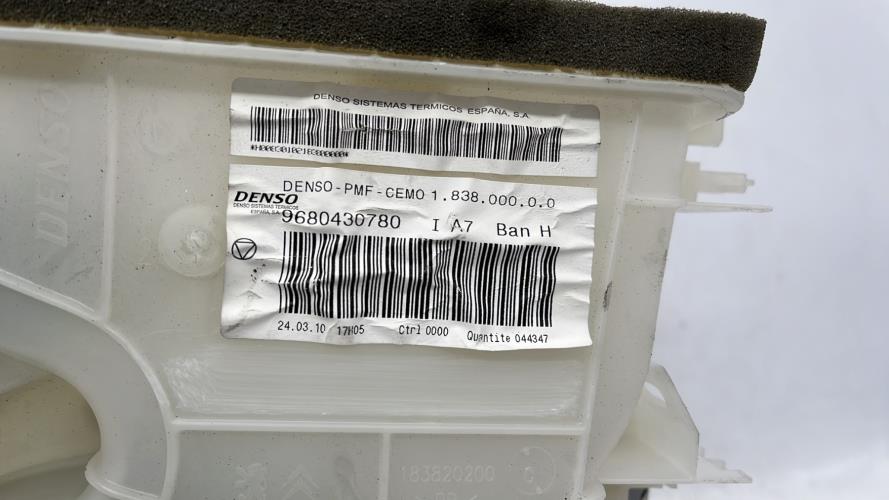 DENSO SISTEMAS TERMICOS ESPAÑA, S.A
DENSO-PMF-CEMO 1.838.000.0.0
DENSO
DENSO SISTEMAS TERMICOS
ESPAÑA, S.A
9680430780 I A7 Ban H
24.03.10 17H05 Ctrl 0000 Quantite 044347
DENSO
183820200 C